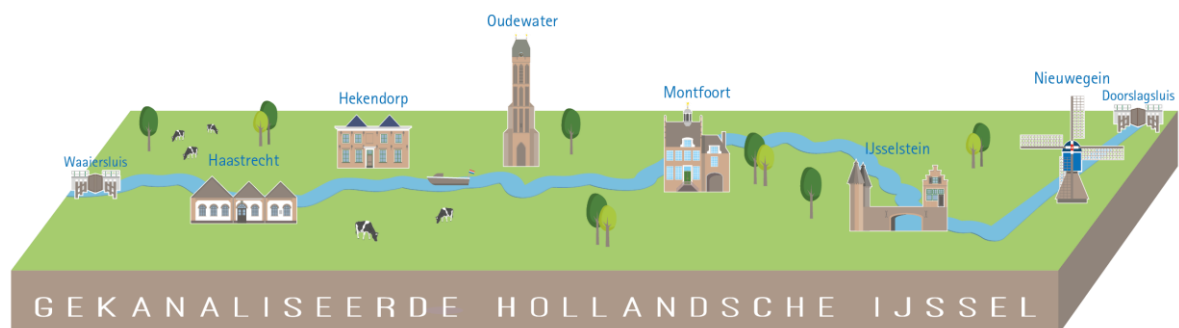 Oudewater
Nieuwegein
Montfoort
Doorslagsluis
Hekendorp
Waaiersluis
Haastrecht
IJsselstein
GEKANALISEERDE HOLLANDSCHE IJSSEL